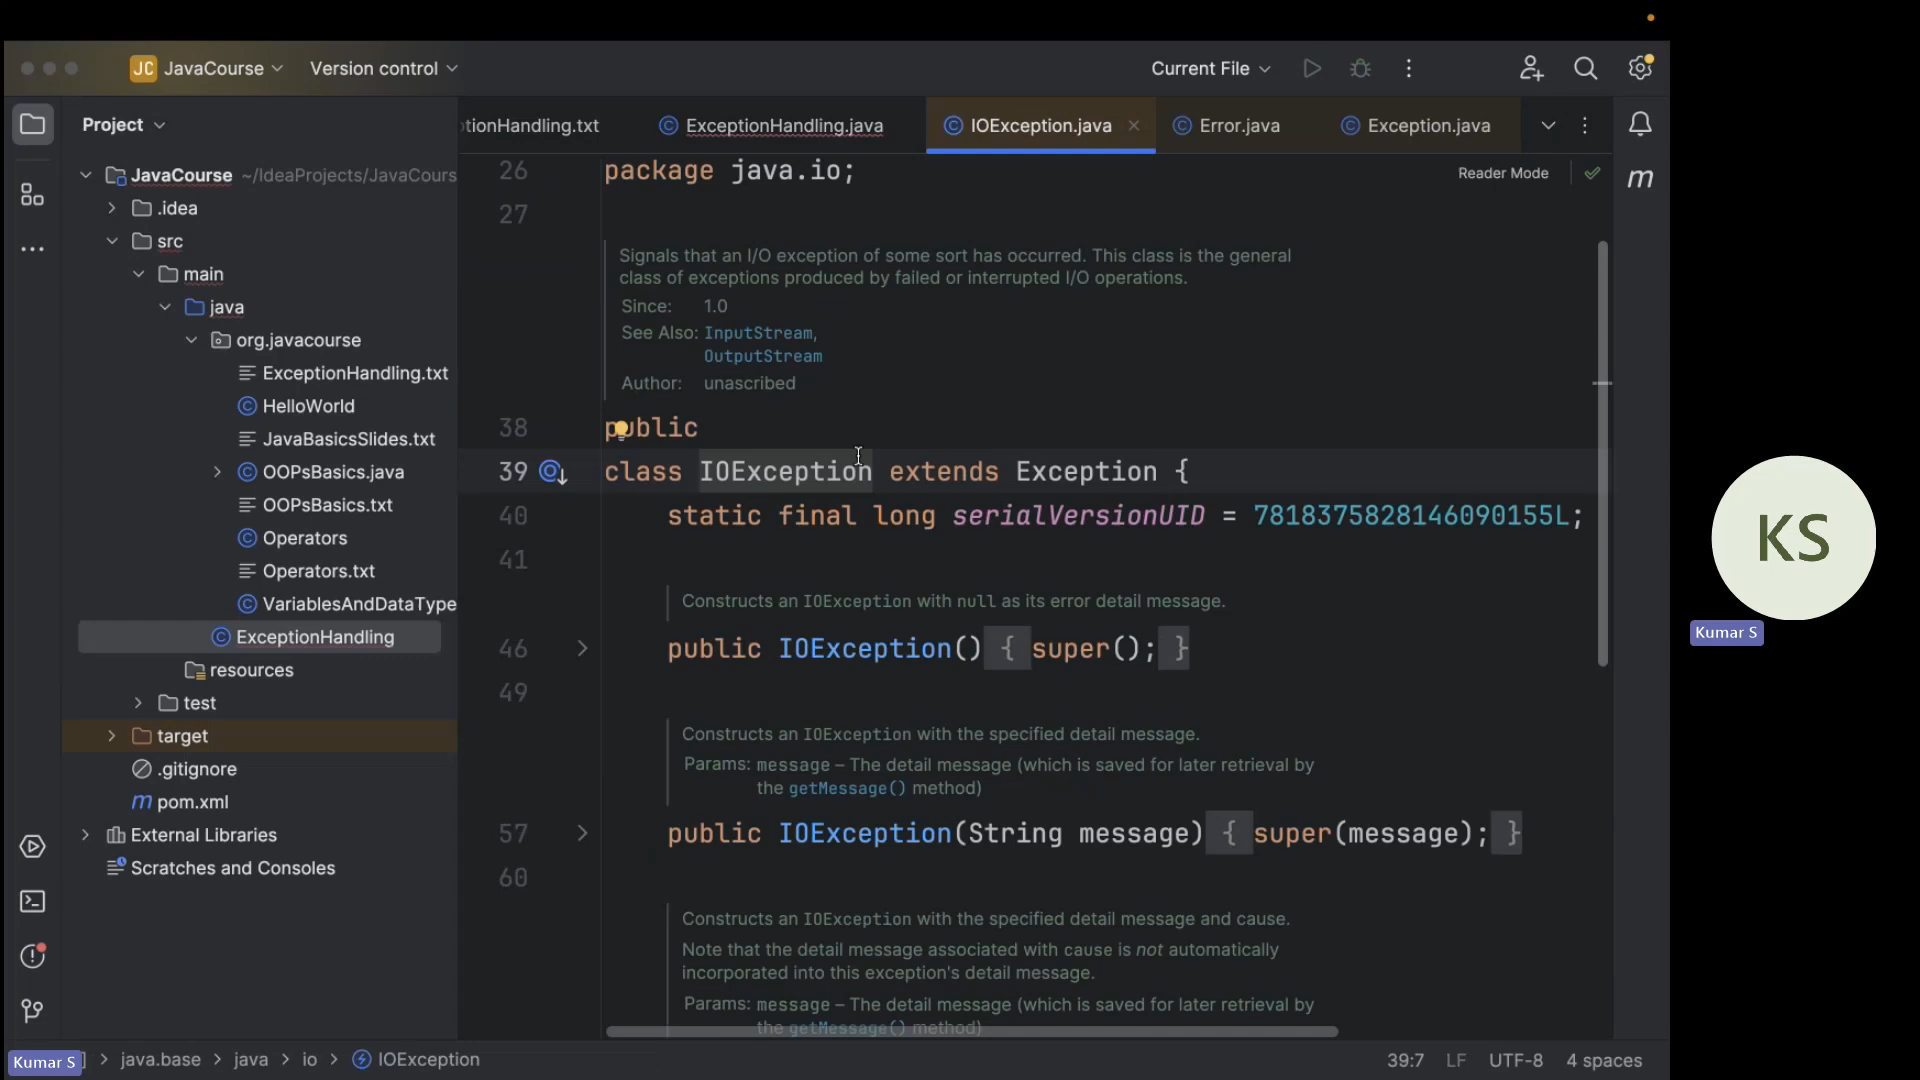 JC JavaCourse Version control Current File
Project
tionHandling.txt ExceptionHandling.java IOException.java Error.java Exception.java
JavaCourse ~/IdeaProjects/JavaCours
.idea
src
main
java
org.javacourse
ExceptionHandling.txt
HelloWorld
JavaBasicsSlides.txt
OOPsBasics.java
OOPsBasics.txt
Operators
Operators.txt
VariablesAndDataType
ExceptionHandling
resources
test
target
.gitignore
pom.xml
External Libraries
Scratches and Consoles
Reader Mode
26 package java.io;
27
Signals that an I/O exception of some sort has occurred. This class is the general
class of exceptions produced by failed or interrupted I/O operations.
Since: 1.0
See Also: InputStream,
OutputStream
Author: unascribed
38 public
39 class IOException extends Exception {
40 static final long serialVersionUID = 7818375828146090155L;
41
Constructs an IOException with null as its error detail message.
46 public IOException() { super(); }
49
Constructs an IOException with the specified detail message.
Params: message – The detail message (which is saved for later retrieval by
the getMessage() method)
57 public IOException(String message) { super(message); }
60
Constructs an IOException with the specified detail message and cause.
Note that the detail message associated with cause is not automatically
incorporated into this exception's detail message.
Params: message – The detail message (which is saved for later retrieval by
the getMessage() method)
m
KS
Kumar S
Kumar S ] > java.base > java > io > IOException 39:7 LF UTF-8 4 spaces